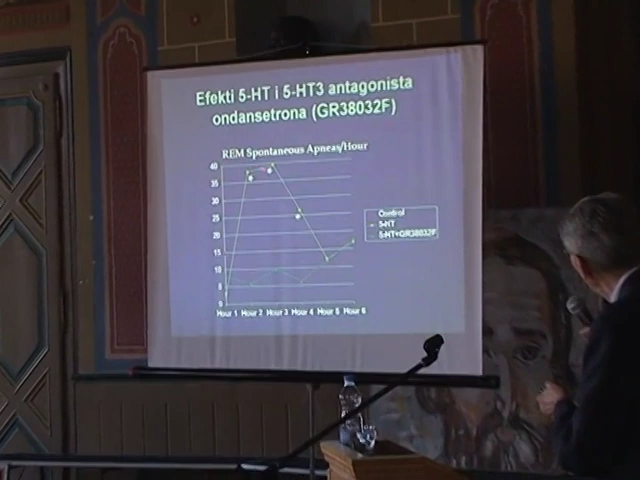 Efekti 5-HT i 5-HT3 antagonista
ondansetrona (GR38032F)
REM Spontaneous Apneas/Hour
40
35
30
25
20
15
10
5
0
Hour 1 Hour 2 Hour 3 Hour 4 Hour 5 Hour 6
Control
5-HT
5-HT+GR38032F